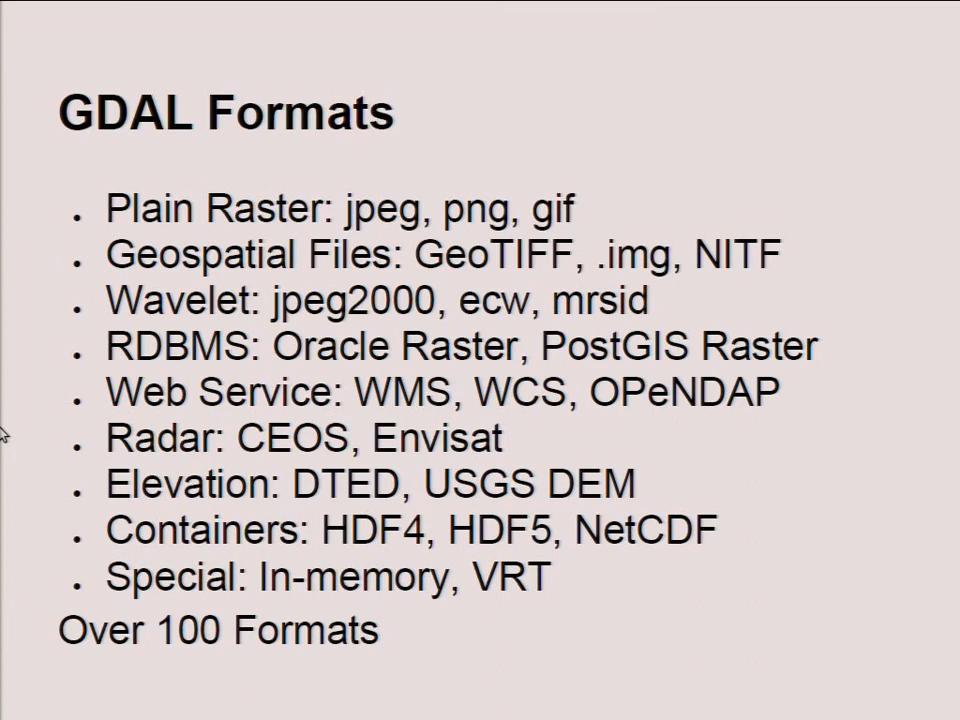 GDAL Formats
• Plain Raster: jpeg, png, gif
• Geospatial Files: GeoTIFF, .img, NITF
• Wavelet: jpeg2000, ecw, mrsid
• RDBMS: Oracle Raster, PostGIS Raster
• Web Service: WMS, WCS, OPeNDAP
• Radar: CEOS, Envisat
• Elevation: DTED, USGS DEM
• Containers: HDF4, HDF5, NetCDF
• Special: In-memory, VRT
Over 100 Formats